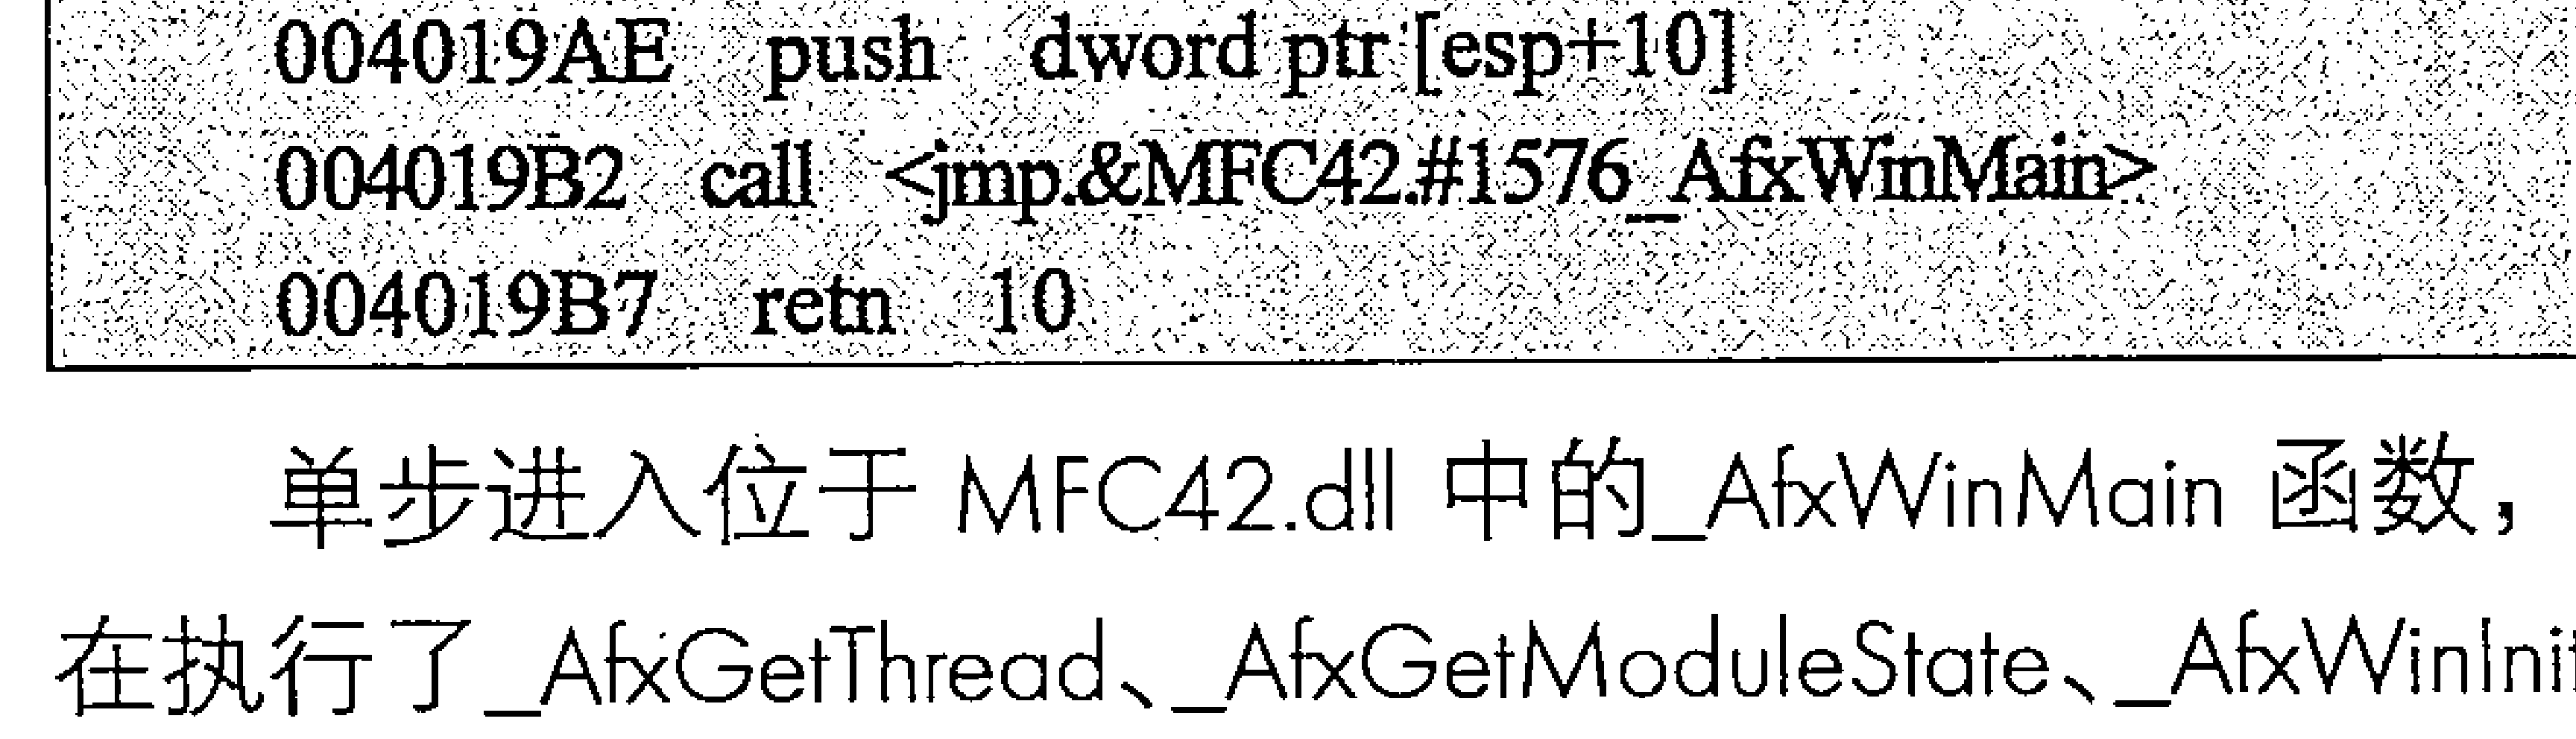 004019AE push dword ptr [esp+10]
004019B2 call <jmp.&MFC42.#1576_AfxWinMain>
004019B7 retn 10
单步进入位于 MFC42.dll 中的_AfxWinMain 函数，
在执行了_AfxGetThread、_AfxGetModuleState、_AfxWinInit